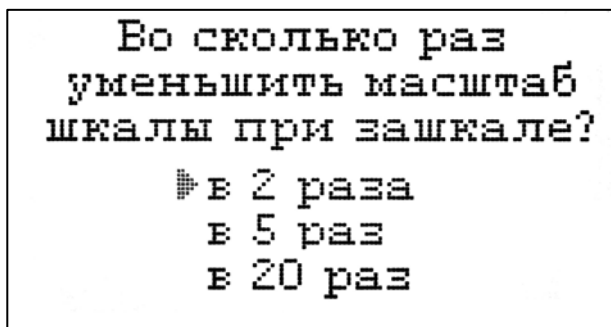 Во сколько раз
уменьшить масштаб
шкалы при зашкале?
в 2 раза
в 5 раз
в 20 раз